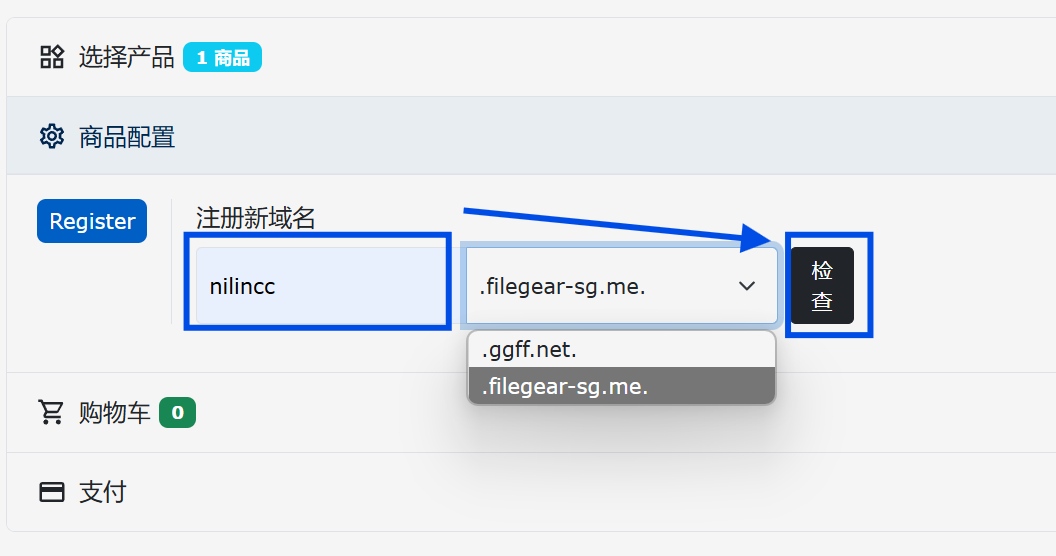 选择产品 1 商品
商品配置
Register
注册新域名
nilincc
.filegear-sg.me.
检
查
.ggff.net.
.filegear-sg.me.
购物车 0
支付